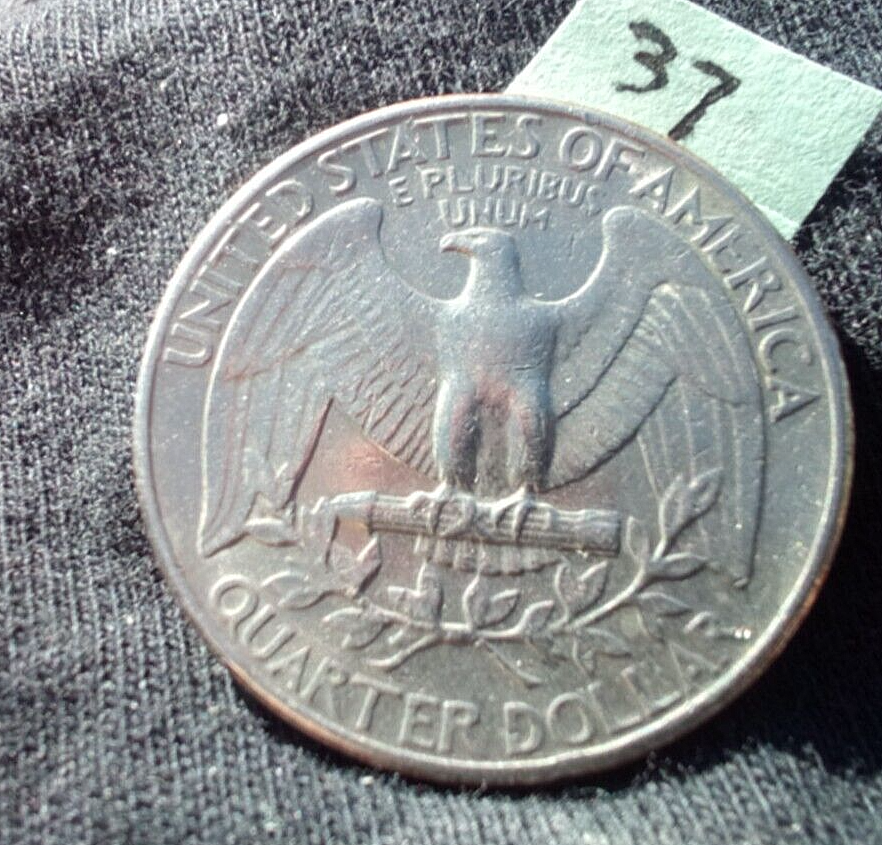 37
UNITED STATES OF AMERICA
E PLURIBUS
UNUM
QUARTER DOLLAR